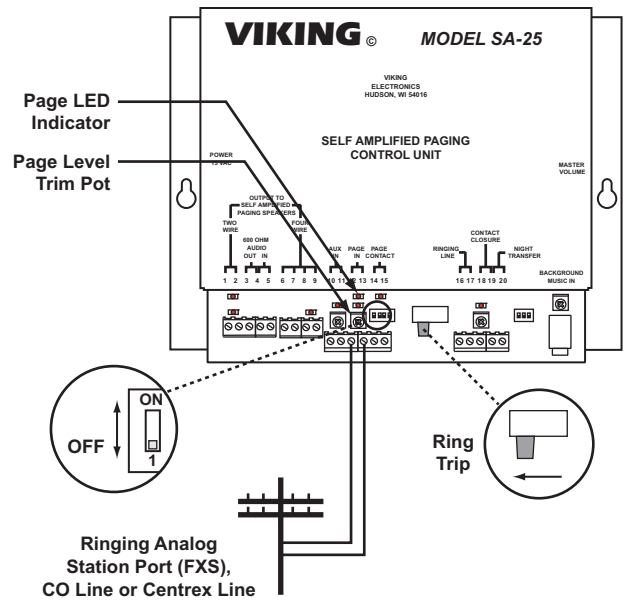 VIKING © MODEL SA-25
VIKING
ELECTRONICS
HUDSON, WI 54016
Page LED
Indicator
Page Level
Trim Pot
SELF AMPLIFIED PAGING
CONTROL UNIT
POWER
VAC
MASTER
VOLUME
OUTPUT TO
SELF AMPLIFIED
PAGING SPEAKERS
TWO
WIRE
FOUR
WIRE
600 OHM
AUDIO
OUT IN
AUX
IN
PAGE
IN
PAGE
CONTACT
RINGING
LINE
CONTACT
CLOSURE
NIGHT
TRANSFER
1 2 3 4 5 6 7 8 9 10 11 12 13 14 15 16 17 18 19 20
BACKGROUND
MUSIC IN
ON
OFF
1
Ring
Trip
Ringing Analog
Station Port (FXS),
CO Line or Centrex Line